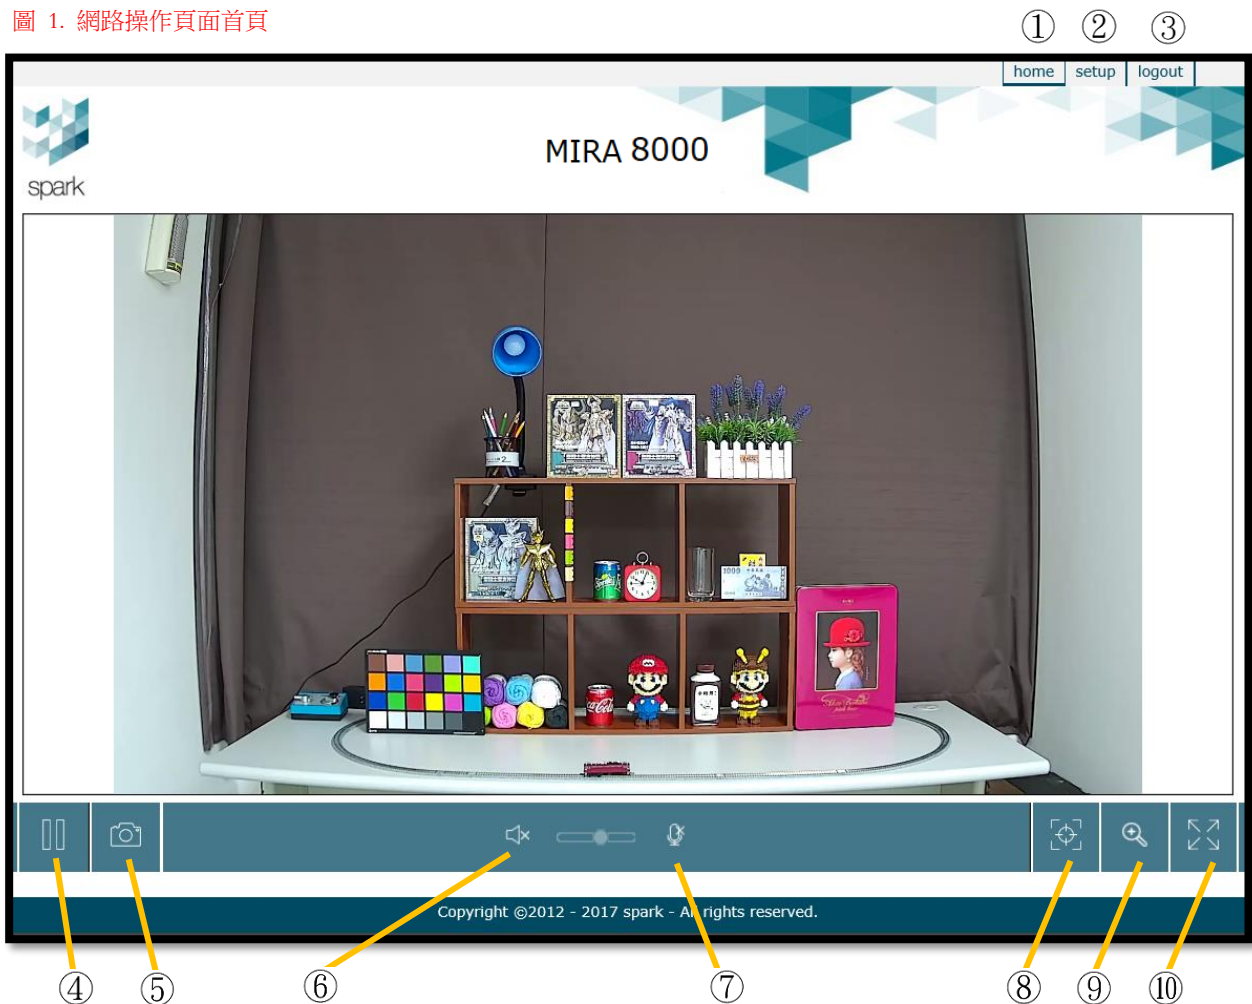 圖 1. 網路操作頁面首頁
① ② ③
home setup logout
spark
MIRA 8000
1000
Copyright ©2012 - 2017 spark - All rights reserved.
④ ⑤ ⑥ ⑦ ⑧ ⑨ ⑩